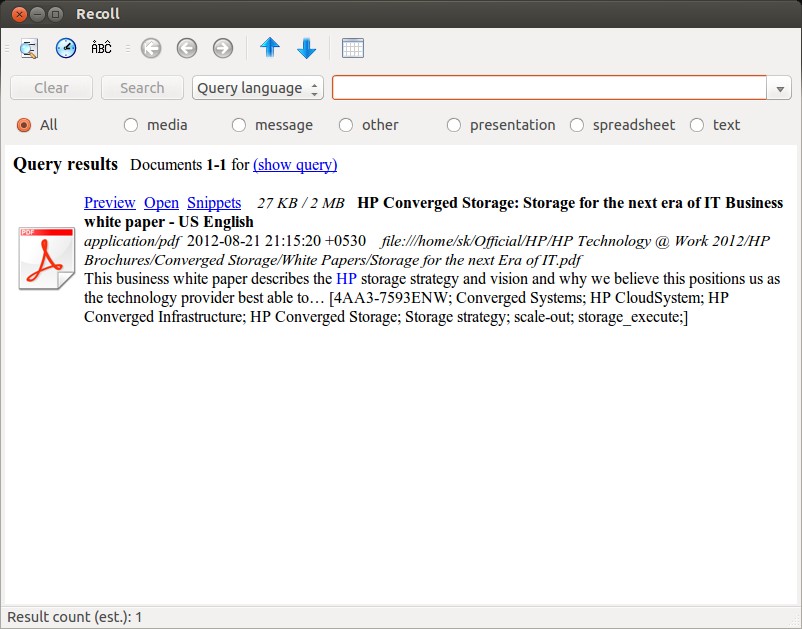 Recoll
ÄBĈ
Clear Search Query language
All media message other presentation spreadsheet text
Query results Documents 1-1 for (show query)
Preview Open Snippets 27 KB / 2 MB HP Converged Storage: Storage for the next era of IT Business
white paper - US English
PDF
application/pdf 2012-08-21 21:15:20 +0530 file:///home/sk/Official/HP/HP Technology @ Work 2012/HP
Brochures/Converged Storage/White Papers/Storage for the next Era of IT.pdf
This business white paper describes the HP storage strategy and vision and why we believe this positions us as
the technology provider best able to… [4AA3-7593ENW; Converged Systems; HP CloudSystem; HP
Converged Infrastructure; HP Converged Storage; Storage strategy; scale-out; storage_execute;]
Result count (est.): 1